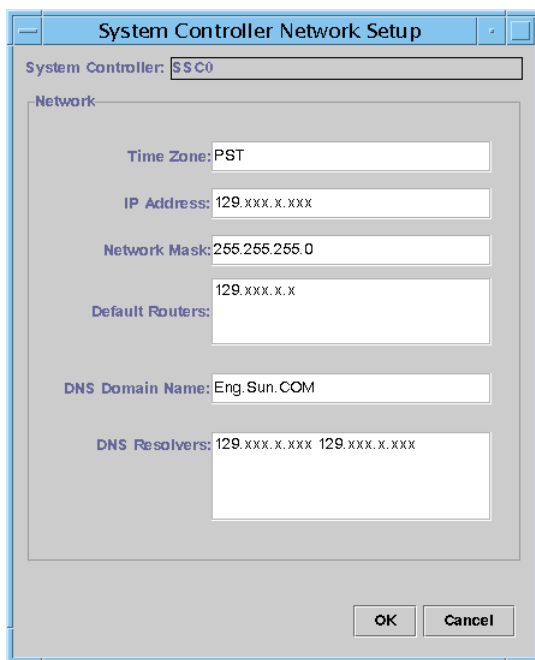 System Controller Network Setup
System Controller: SSC0
Network
Time Zone: PST
IP Address: 129.xxx.x.xxx
Network Mask: 255.255.255.0
Default Routers: 129.xxx.x.x
DNS Domain Name: Eng.Sun.COM
DNS Resolvers: 129.xxx.x.xxx 129.xxx.x.xxx
OK Cancel